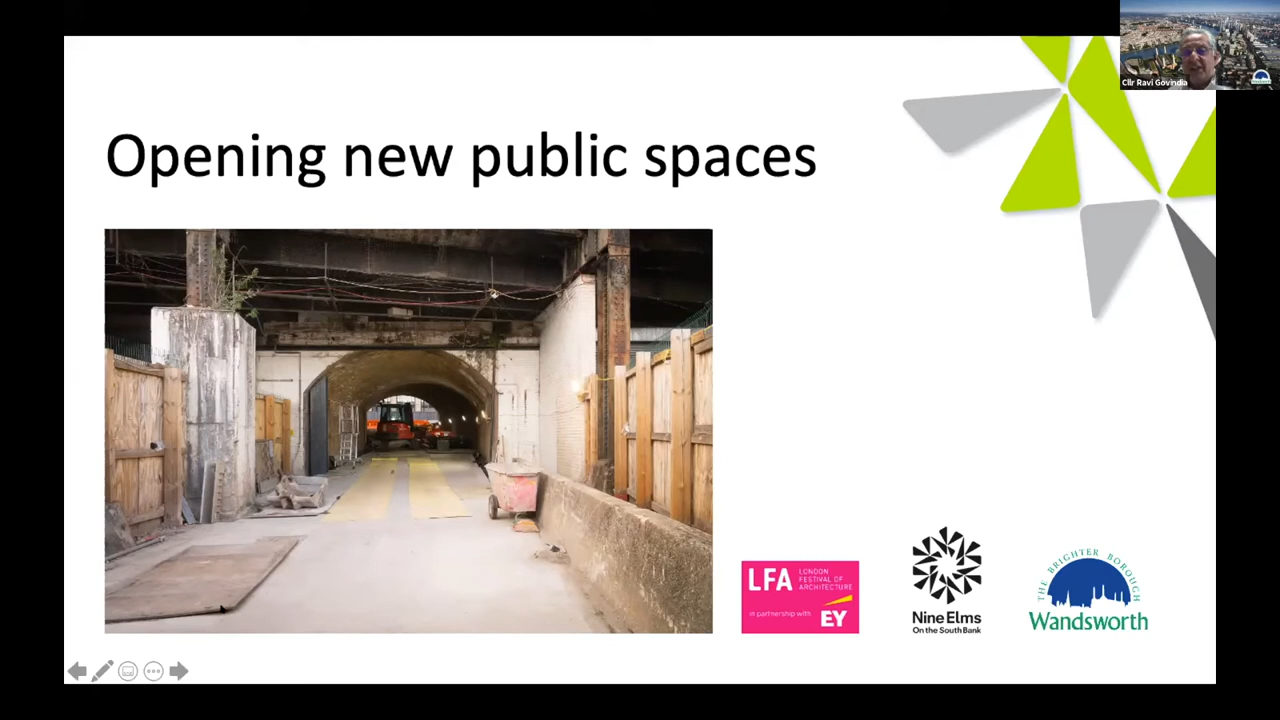 Cllr Ravi Govindia
Opening new public spaces
LFA LONDON
FESTIVAL OF
ARCHITECTURE
in partnership with EY
Nine Elms
On the South Bank
THE BRIGHTER BOROUGH
Wandsworth